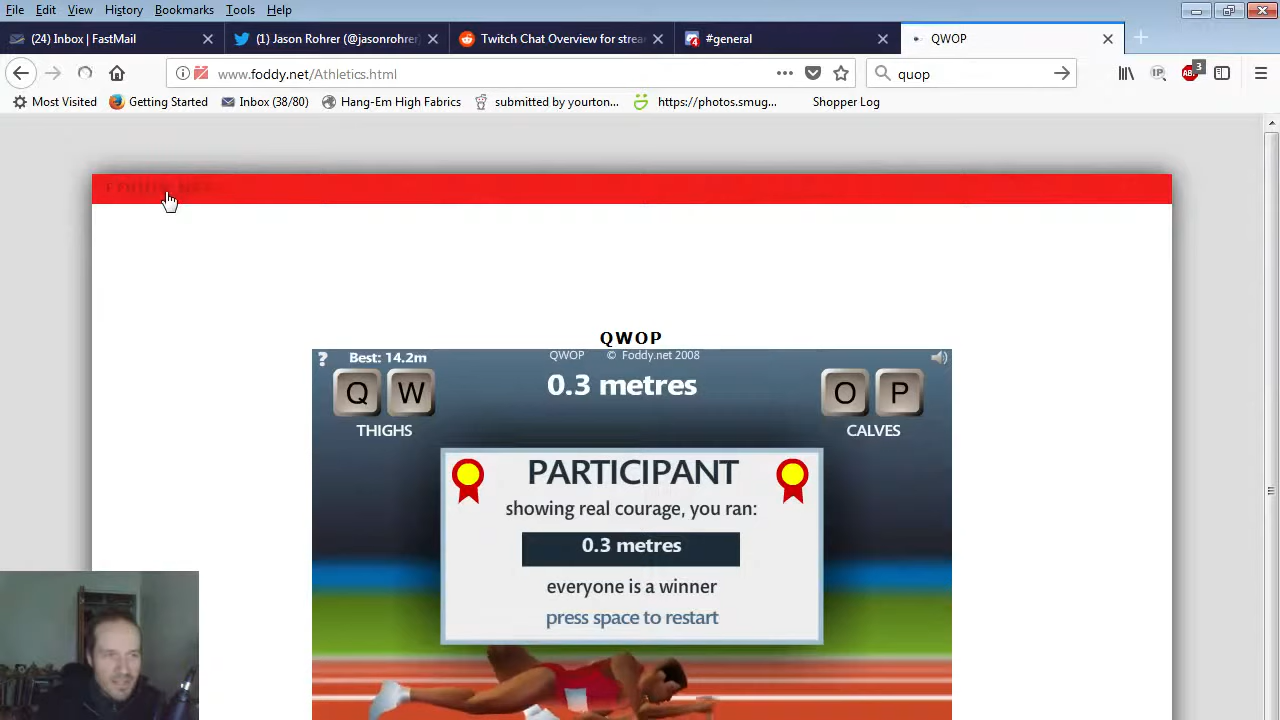 File Edit View History Bookmarks Tools Help
(24) Inbox | FastMail
(1) Jason Rohrer (@jasonrohrer
Twitch Chat Overview for strea
#general
QWOP
www.foddy.net/Athletics.html
quop
IP
ABP
3
Most Visited Getting Started Inbox (38/80) Hang-Em High Fabrics submitted by yourton... https://photos.smug... Shopper Log
QWOP
? Best: 14.2m QWOP © Foddy.net 2008
0.3 metres
Q W O P
THIGHS CALVES
PARTICIPANT
showing real courage, you ran:
0.3 metres
everyone is a winner
press space to restart